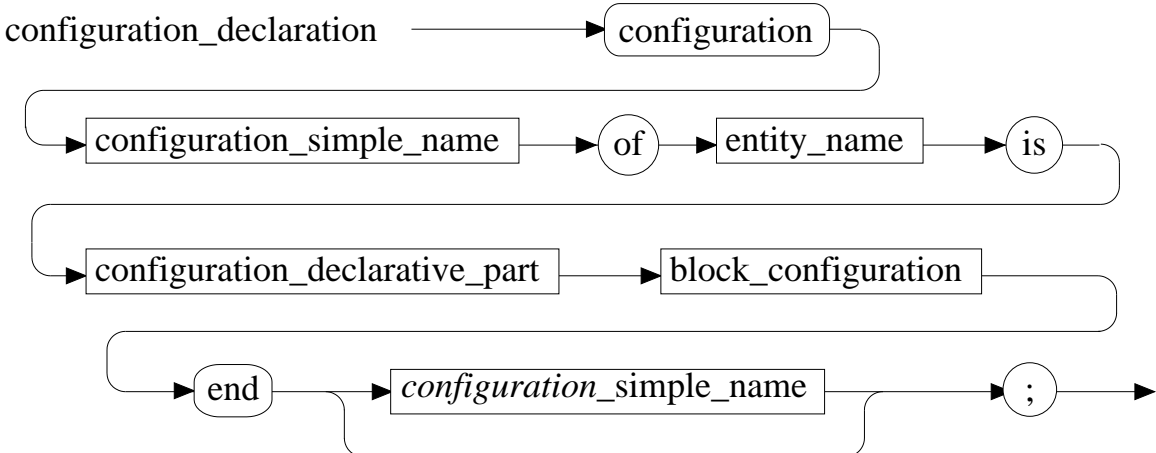 configuration_declaration configuration
configuration_simple_name of entity_name is
configuration_declarative_part block_configuration
end configuration_simple_name ;